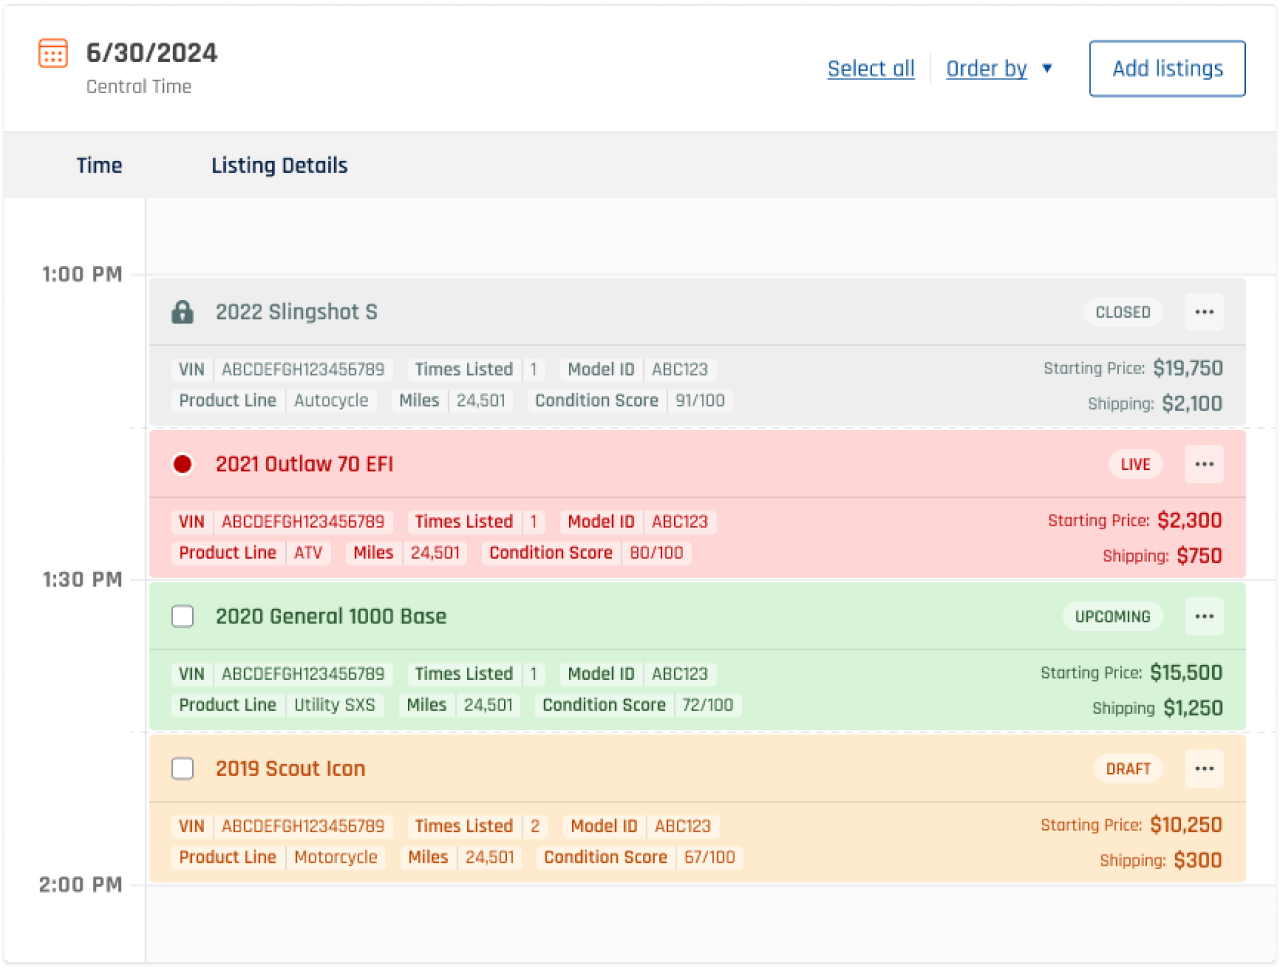 6/30/2024
Central Time
Select all
Order by
Add listings
Time
Listing Details
1:00 PM
2022 Slingshot S
CLOSED
VIN ABCDEFGH123456789 Times Listed 1 Model ID ABC123
Starting Price: $19,750
Product Line Autocycle Miles 24,501 Condition Score 91/100
Shipping: $2,100
2021 Outlaw 70 EFI
LIVE
VIN ABCDEFGH123456789 Times Listed 1 Model ID ABC123
Starting Price: $2,300
Product Line ATV Miles 24,501 Condition Score 80/100
Shipping: $750
1:30 PM
2020 General 1000 Base
UPCOMING
VIN ABCDEFGH123456789 Times Listed 1 Model ID ABC123
Starting Price: $15,500
Product Line Utility SXS Miles 24,501 Condition Score 72/100
Shipping $1,250
2019 Scout Icon
DRAFT
VIN ABCDEFGH123456789 Times Listed 2 Model ID ABC123
Starting Price: $10,250
Product Line Motorcycle Miles 24,501 Condition Score 67/100
Shipping: $300
2:00 PM